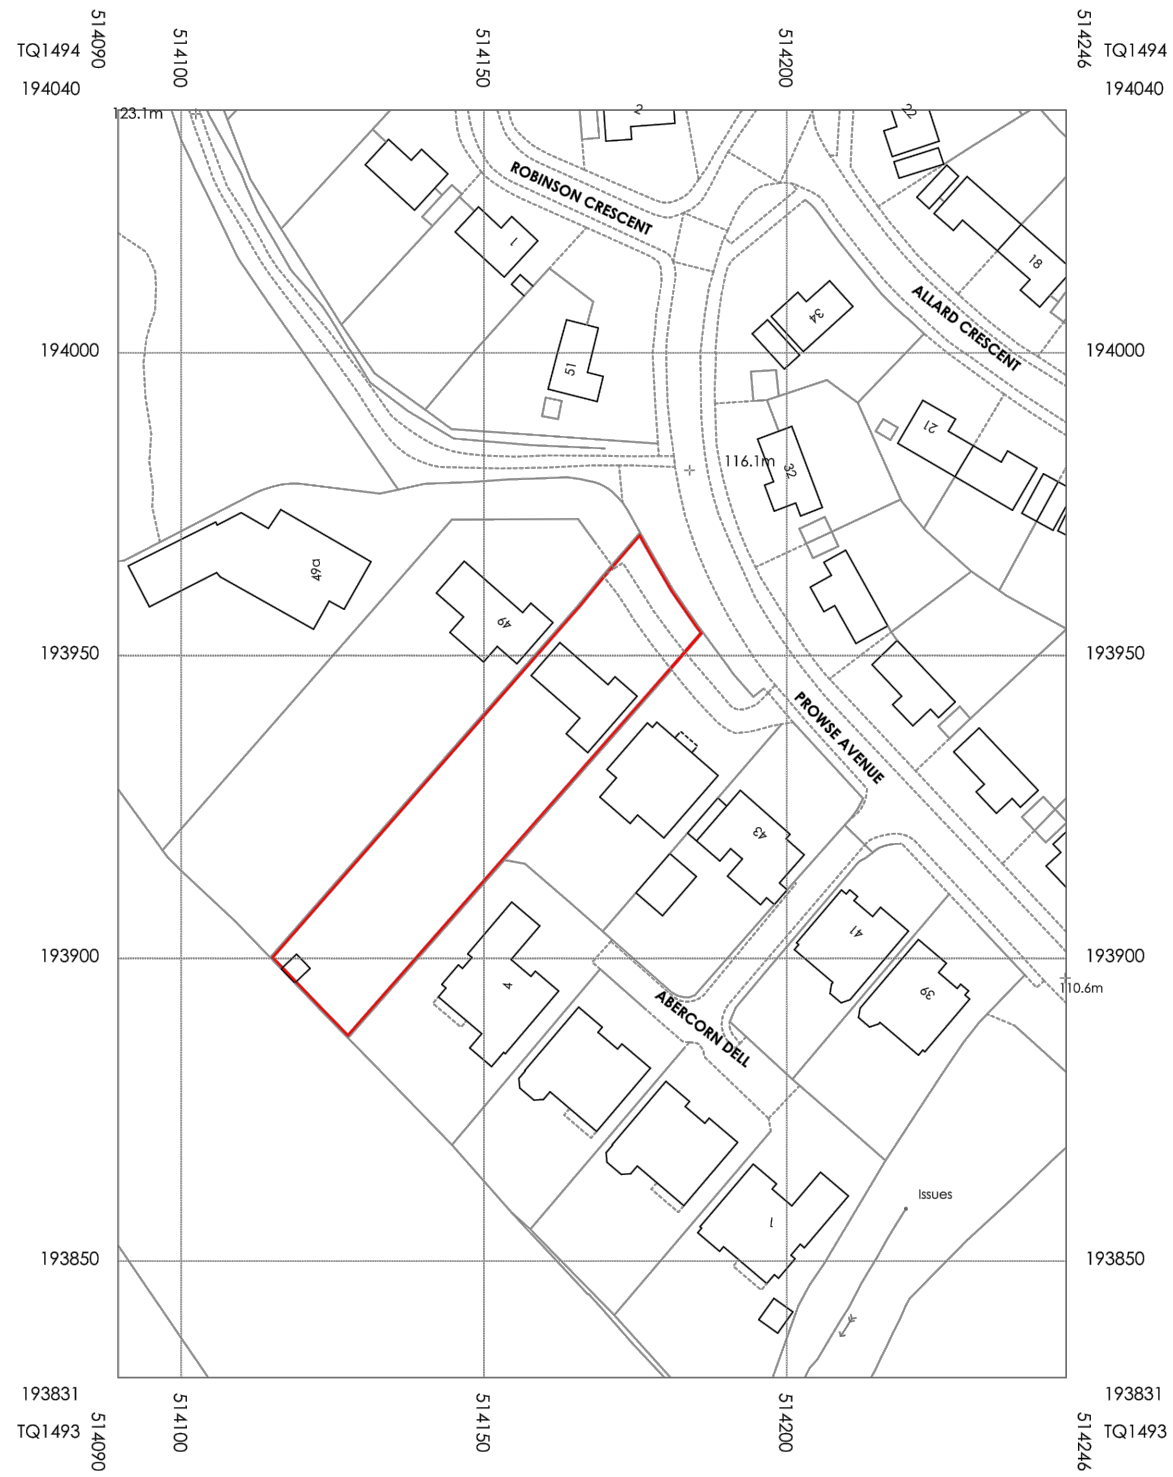 514090
514100
514150
514200
514246
TQ1494
TQ1494
194040
194040
123.1m
2
22
ROBINSON CRESCENT
1
18
34
ALLARD CRESCENT
194000
194000
51
21
116.1m
32
49a
49
193950
193950
PROWSE AVENUE
43
41
193900
193900
4
39
110.6m
ABERCORN DELL
Issues
1
193850
193850
193831
193831
TQ1493
TQ1493
514090
514100
514150
514200
514246